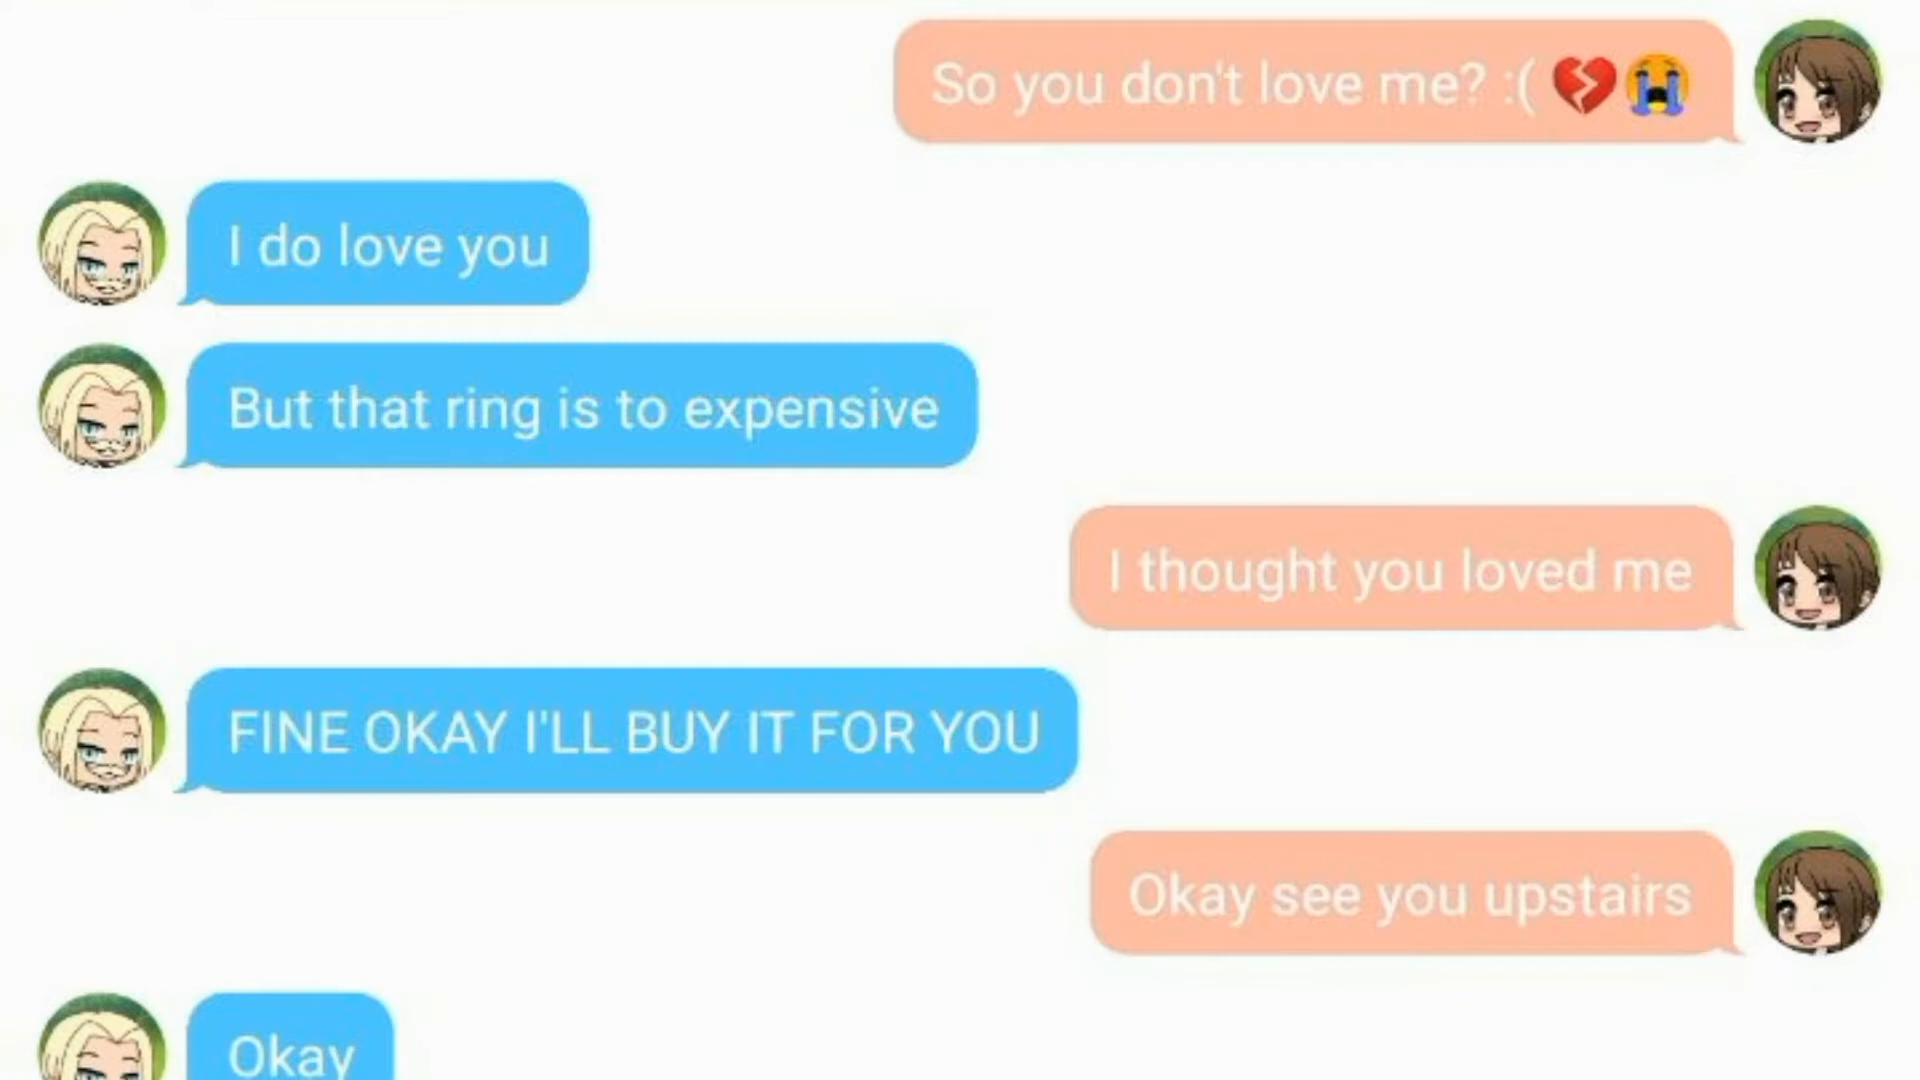 So you don't love me? :( 💔😭
I do love you
But that ring is to expensive
I thought you loved me
FINE OKAY I'LL BUY IT FOR YOU
Okay see you upstairs
Okay